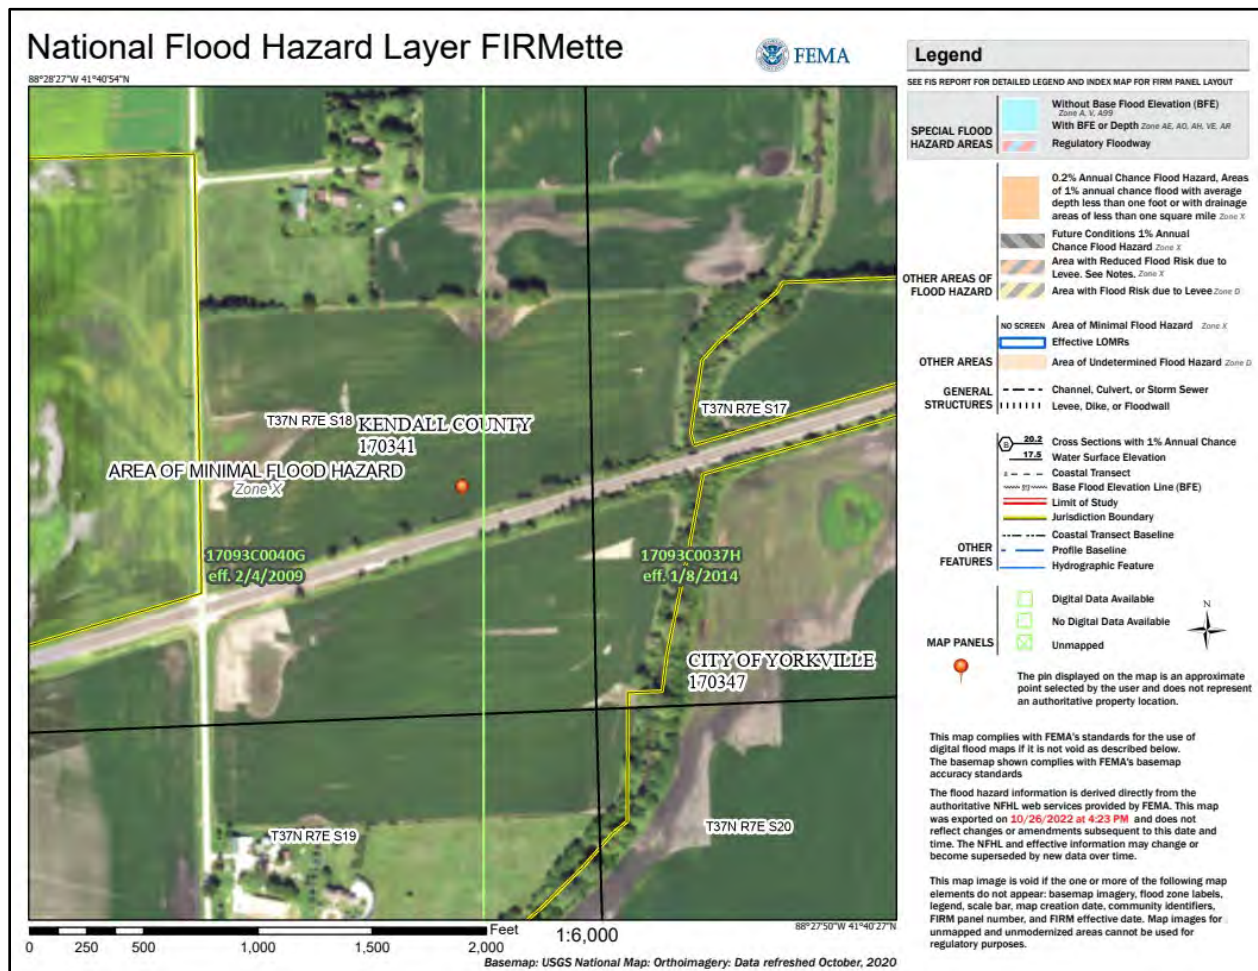 National Flood Hazard Layer FIRMette
FEMA
88°28'27"W 41°40'54"N
T37N R7E S18
KENDALL COUNTY
170341
AREA OF MINIMAL FLOOD HAZARD
Zone X
T37N R7E S17
17093C0040G
eff. 2/4/2009
17093C0037H
eff. 1/8/2014
CITY OF YORKVILLE
170347
T37N R7E S19
T37N R7E S20
88°27'50"W 41°40'27"N
Feet
0 250 500 1,000 1,500 2,000
1:6,000
Basemap: USGS National Map: Orthoimagery: Data refreshed October, 2020
Legend
SEE FIS REPORT FOR DETAILED LEGEND AND INDEX MAP FOR FIRM PANEL LAYOUT
SPECIAL FLOOD
HAZARD AREAS
Without Base Flood Elevation (BFE)
Zone A, V, A99
With BFE or Depth Zone AE, AO, AH, VE, AR
Regulatory Floodway
OTHER AREAS OF
FLOOD HAZARD
0.2% Annual Chance Flood Hazard, Areas
of 1% annual chance flood with average
depth less than one foot or with drainage
areas of less than one square mile Zone X
Future Conditions 1% Annual
Chance Flood Hazard Zone X
Area with Reduced Flood Risk due to
Levee. See Notes. Zone X
Area with Flood Risk due to Levee Zone D
OTHER AREAS
NO SCREEN Area of Minimal Flood Hazard Zone X
Effective LOMRs
Area of Undetermined Flood Hazard Zone D
GENERAL
STRUCTURES
Channel, Culvert, or Storm Sewer
Levee, Dike, or Floodwall
OTHER
FEATURES
B 20.2 Cross Sections with 1% Annual Chance
17.5 Water Surface Elevation
Coastal Transect
Base Flood Elevation Line (BFE)
Limit of Study
Jurisdiction Boundary
Coastal Transect Baseline
Profile Baseline
Hydrographic Feature
MAP PANELS
Digital Data Available
No Digital Data Available
Unmapped
N
The pin displayed on the map is an approximate
point selected by the user and does not represent
an authoritative property location.
This map complies with FEMA's standards for the use of
digital flood maps if it is not void as described below.
The basemap shown complies with FEMA's basemap
accuracy standards
The flood hazard information is derived directly from the
authoritative NFHL web services provided by FEMA. This map
was exported on 10/26/2022 at 4:23 PM and does not
reflect changes or amendments subsequent to this date and
time. The NFHL and effective information may change or
become superseded by new data over time.
This map image is void if the one or more of the following map
elements do not appear: basemap imagery, flood zone labels,
legend, scale bar, map creation date, community identifiers,
FIRM panel number, and FIRM effective date. Map images for
unmapped and unmodernized areas cannot be used for
regulatory purposes.